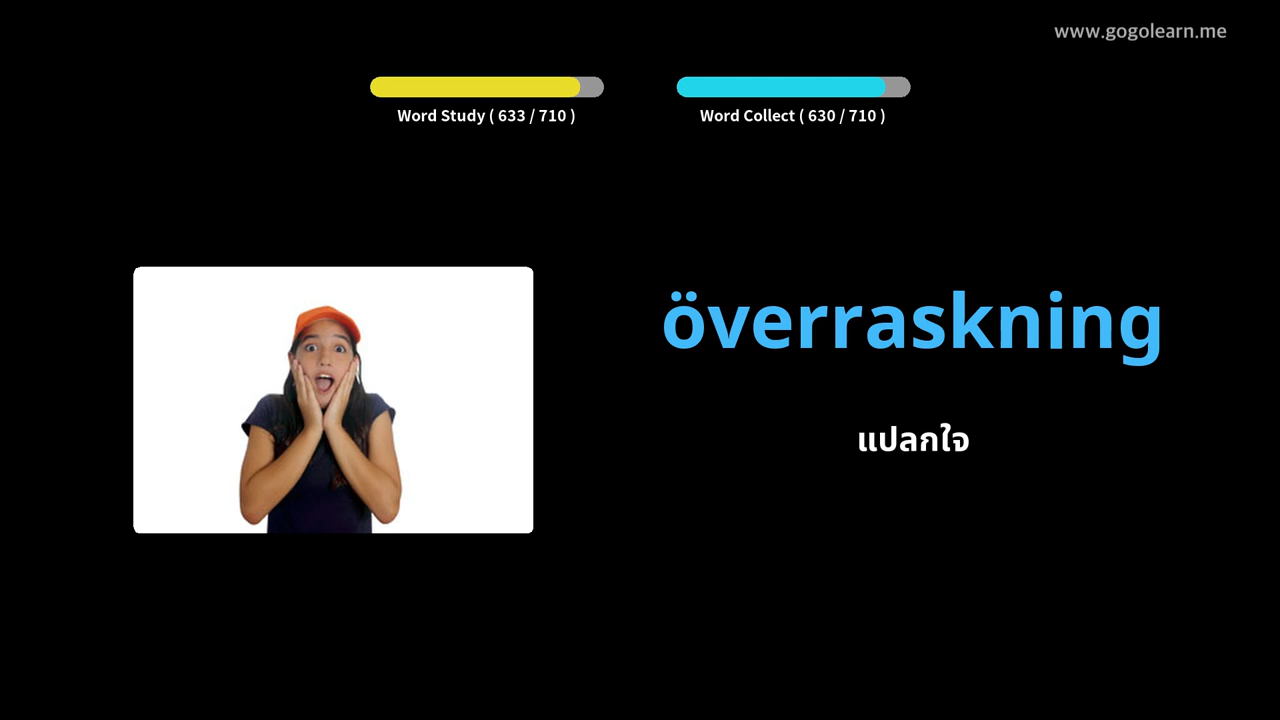 www.gogolearn.me
Word Study ( 633 / 710 )
Word Collect ( 630 / 710 )
överraskning
แปลกใจ